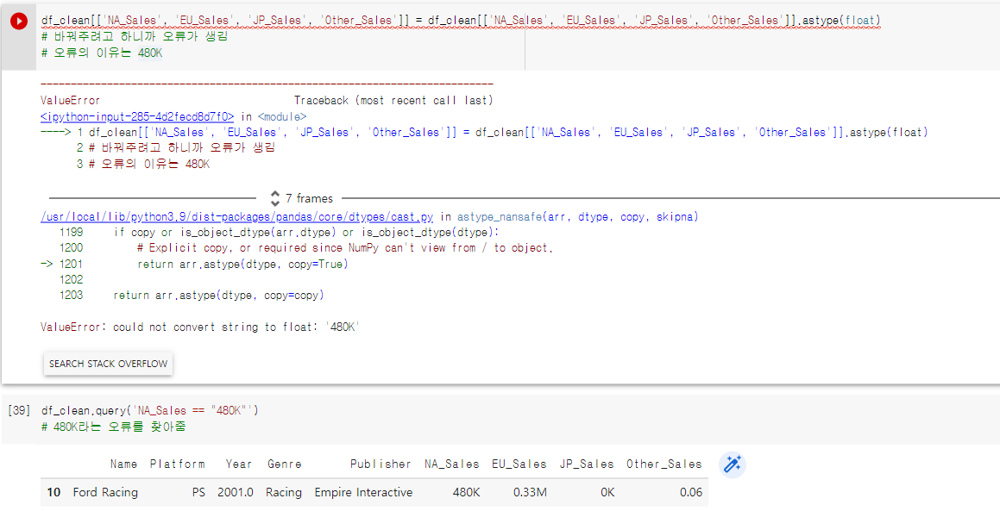 df_clean[['NA_Sales', 'EU_Sales', 'JP_Sales', 'Other_Sales']] = df_clean[['NA_Sales', 'EU_Sales', 'JP_Sales', 'Other_Sales']].astype(float)
# 바꿔주려고 하니까 오류가 생김
# 오류의 이유는 480K
---------------------------------------------------------------------------
ValueError                                Traceback (most recent call last)
<ipython-input-285-4d2fecd8d7f0> in <module>
----> 1 df_clean[['NA_Sales', 'EU_Sales', 'JP_Sales', 'Other_Sales']] = df_clean[['NA_Sales', 'EU_Sales', 'JP_Sales', 'Other_Sales']].astype(float)
2 # 바꿔주려고 하니까 오류가 생김
3 # 오류의 이유는 480K
7 frames
/usr/local/lib/python3.9/dist-packages/pandas/core/dtypes/cast.py in astype_nansafe(arr, dtype, copy, skipna)
1199     if copy or is_object_dtype(arr.dtype) or is_object_dtype(dtype):
1200         # Explicit copy, or required since NumPy can't view from / to object.
-> 1201         return arr.astype(dtype, copy=True)
1202
1203     return arr.astype(dtype, copy=copy)
ValueError: could not convert string to float: '480K'
SEARCH STACK OVERFLOW
[39] df_clean.query('NA_Sales == "480K"')
# 480K라는 오류를 찾아줌
Name Platform Year Genre Publisher NA_Sales EU_Sales JP_Sales Other_Sales
10 Ford Racing PS 2001.0 Racing Empire Interactive 480K 0.33M 0K 0.06